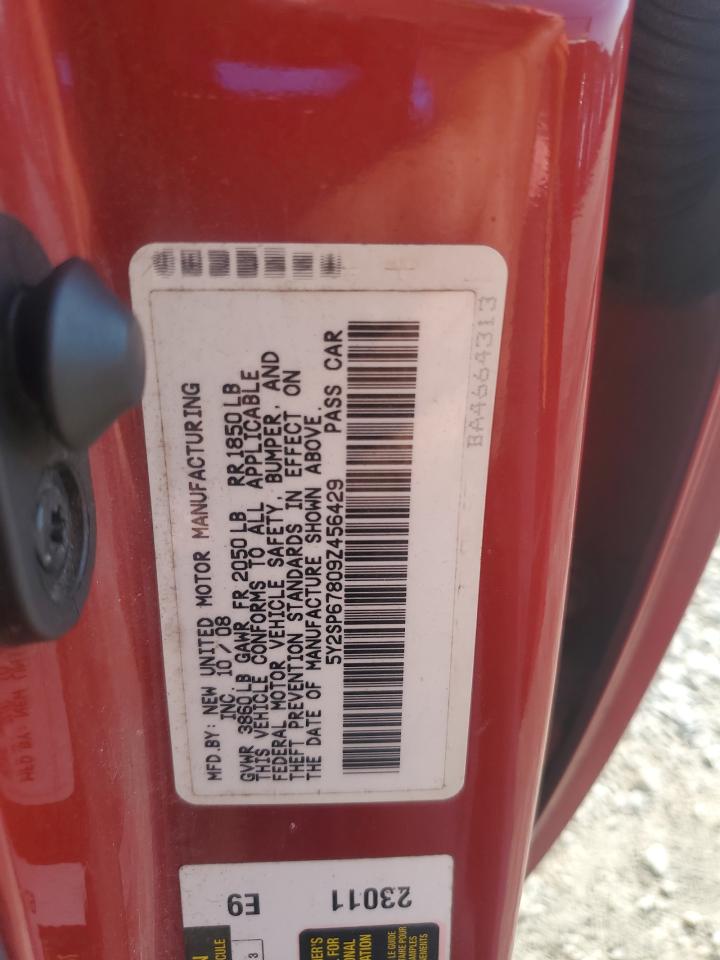 MFD.BY: NEW UNITED MOTOR MANUFACTURING
INC. 10/08
GVWR 3860LB GAWR FR 2050 LB RR1850LB
THIS VEHICLE CONFORMS TO ALL APPLICABLE
FEDERAL MOTOR VEHICLE SAFETY, BUMPER, AND
THEFT PREVENTION STANDARDS IN EFFECT ON
THE DATE OF MANUFACTURE SHOWN ABOVE.
5Y2SP67809Z456429 PASS CAR
BA4664313
E9
23011